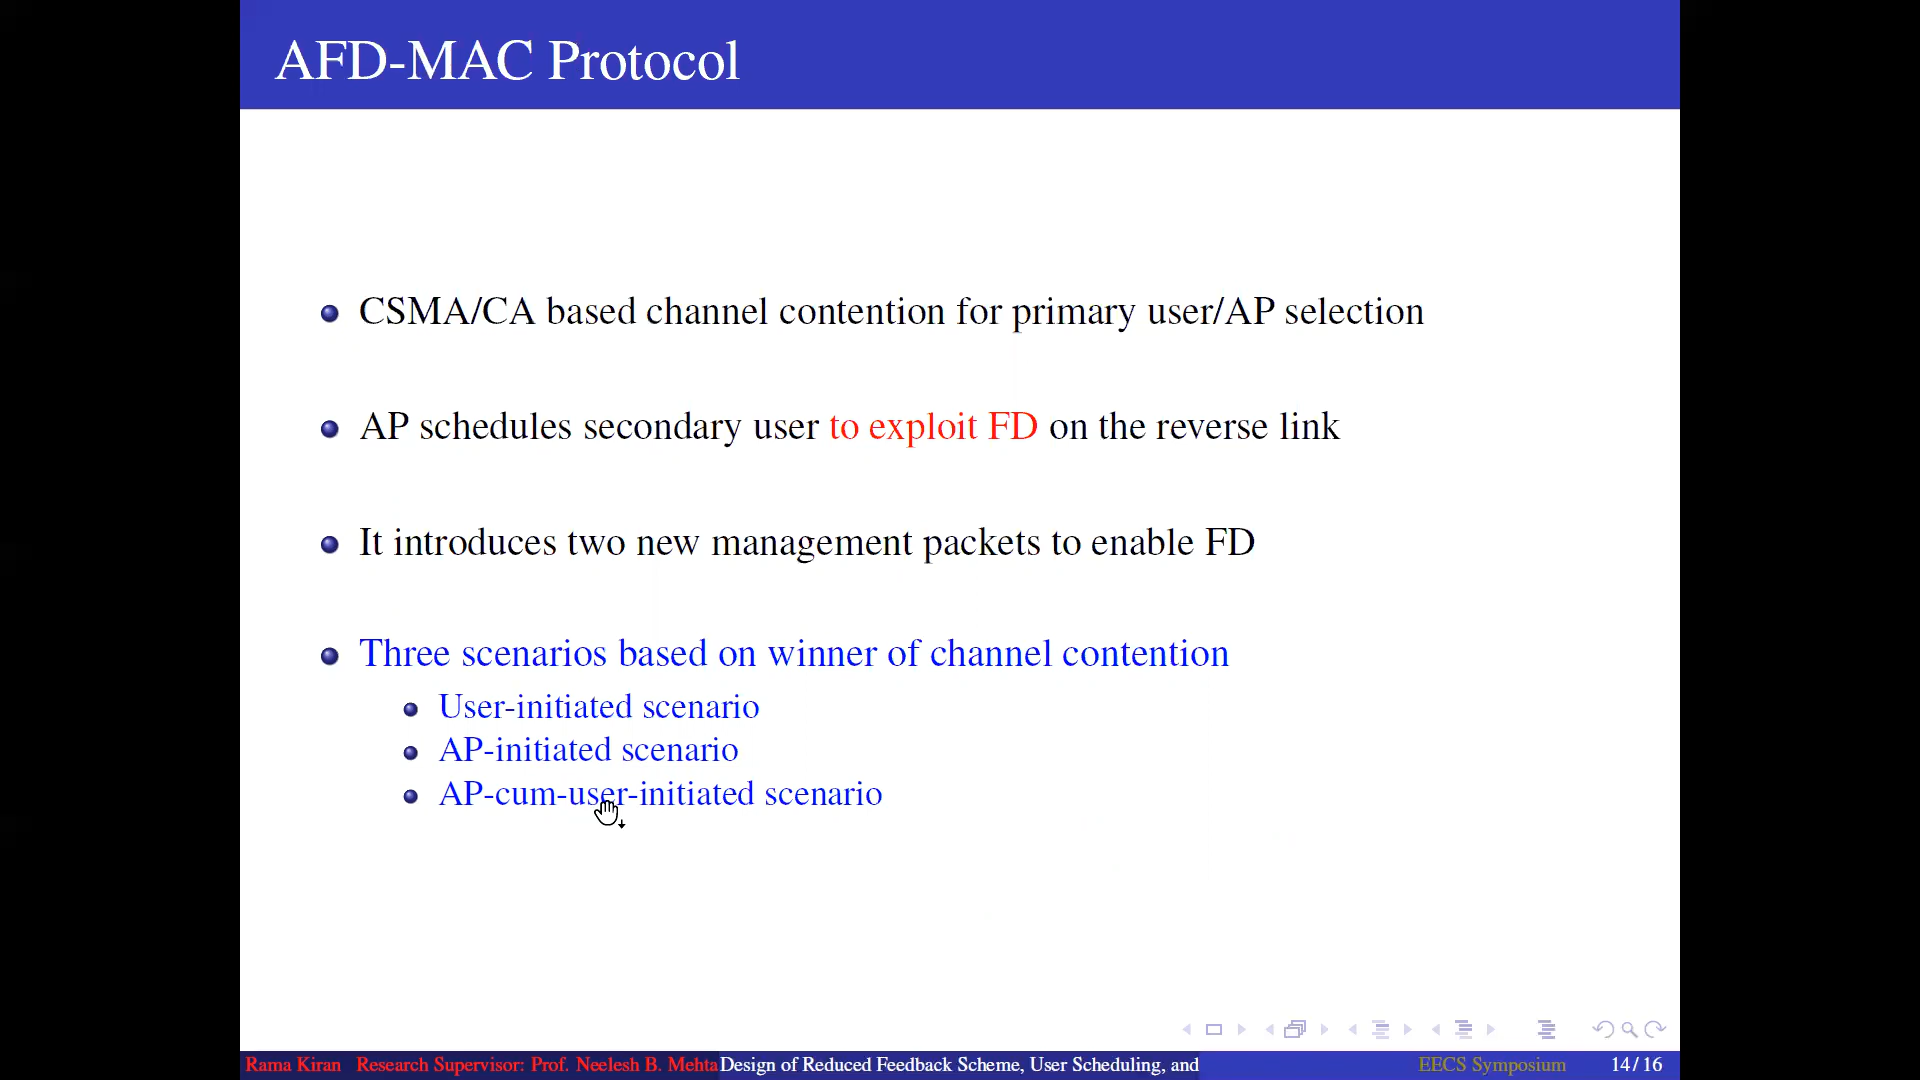 AFD-MAC Protocol
CSMA/CA based channel contention for primary user/AP selection
AP schedules secondary user to exploit FD on the reverse link
It introduces two new management packets to enable FD
Three scenarios based on winner of channel contention
User-initiated scenario
AP-initiated scenario
AP-cum-user-initiated scenario
Rama Kiran Research Supervisor: Prof. Neelesh B. Mehta Design of Reduced Feedback Scheme, User Scheduling, and EECS Symposium 14/16